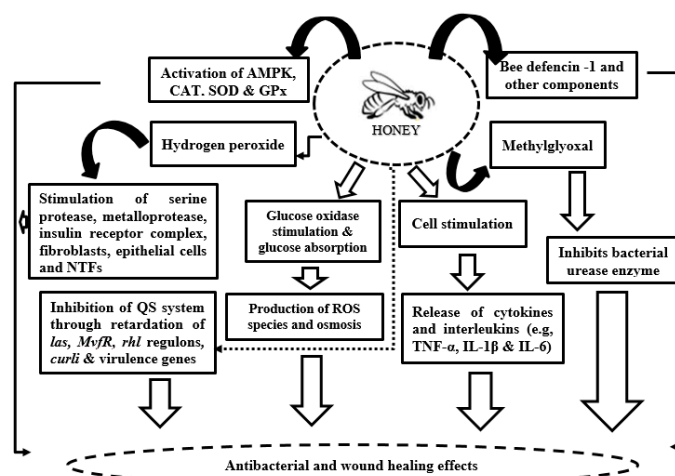 Activation of AMPK,
CAT. SOD & GPx
Bee defencin -1 and
other components
HONEY
Hydrogen peroxide
Methylglyoxal
Stimulation of serine
protease, metalloprotease,
insulin receptor complex,
fibroblasts, epithelial cells
and NTFs
Glucose oxidase
stimulation &
glucose absorption
Cell stimulation
Inhibits bacterial
urease enzyme
Inhibition of QS system
through retardation of
las, MvfR, rhl regulons,
curli & virulence genes
Production of ROS
species and osmosis
Release of cytokines
and interleukins (e.g,
TNF-α, IL-1β & IL-6)
Antibacterial and wound healing effects